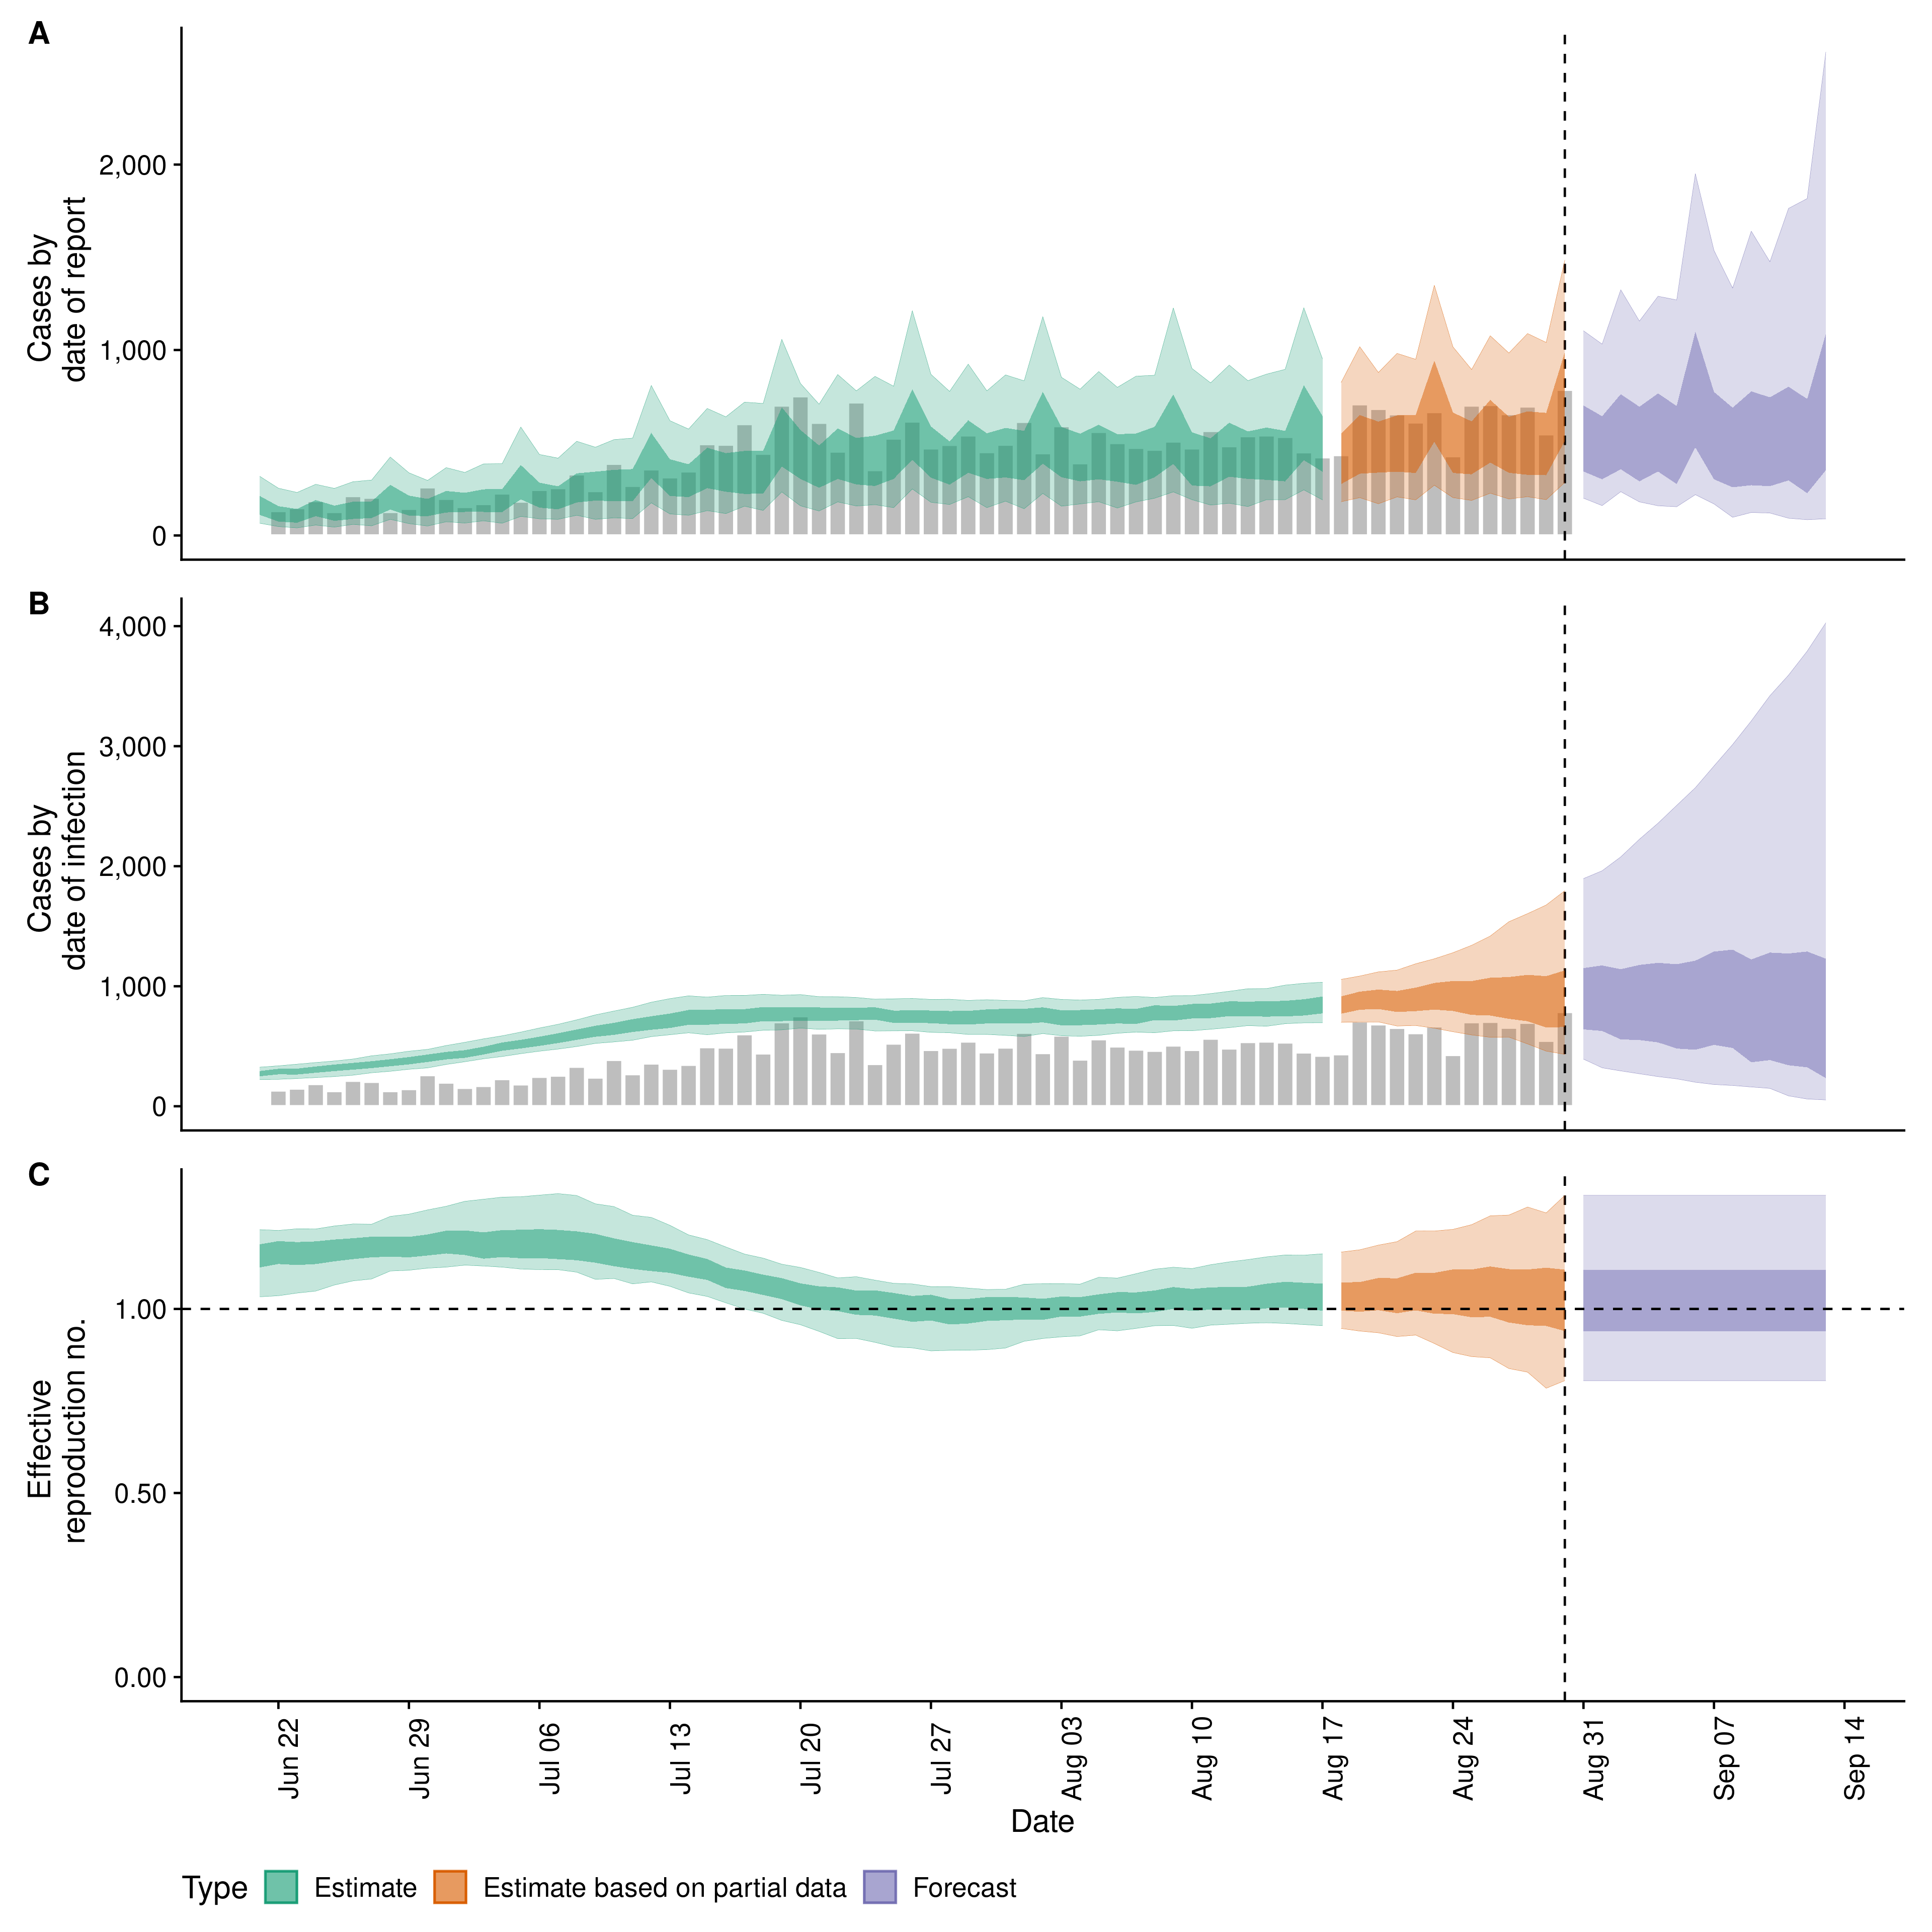 A
Cases by
date of report
2,000
1,000
0
B
Cases by
date of infection
4,000
3,000
2,000
1,000
0
C
Effective
reproduction no.
1.00
0.50
0.00
Jun 22
Jun 29
Jul 06
Jul 13
Jul 20
Jul 27
Aug 03
Aug 10
Aug 17
Aug 24
Aug 31
Sep 07
Sep 14
Date
Type Estimate Estimate based on partial data Forecast